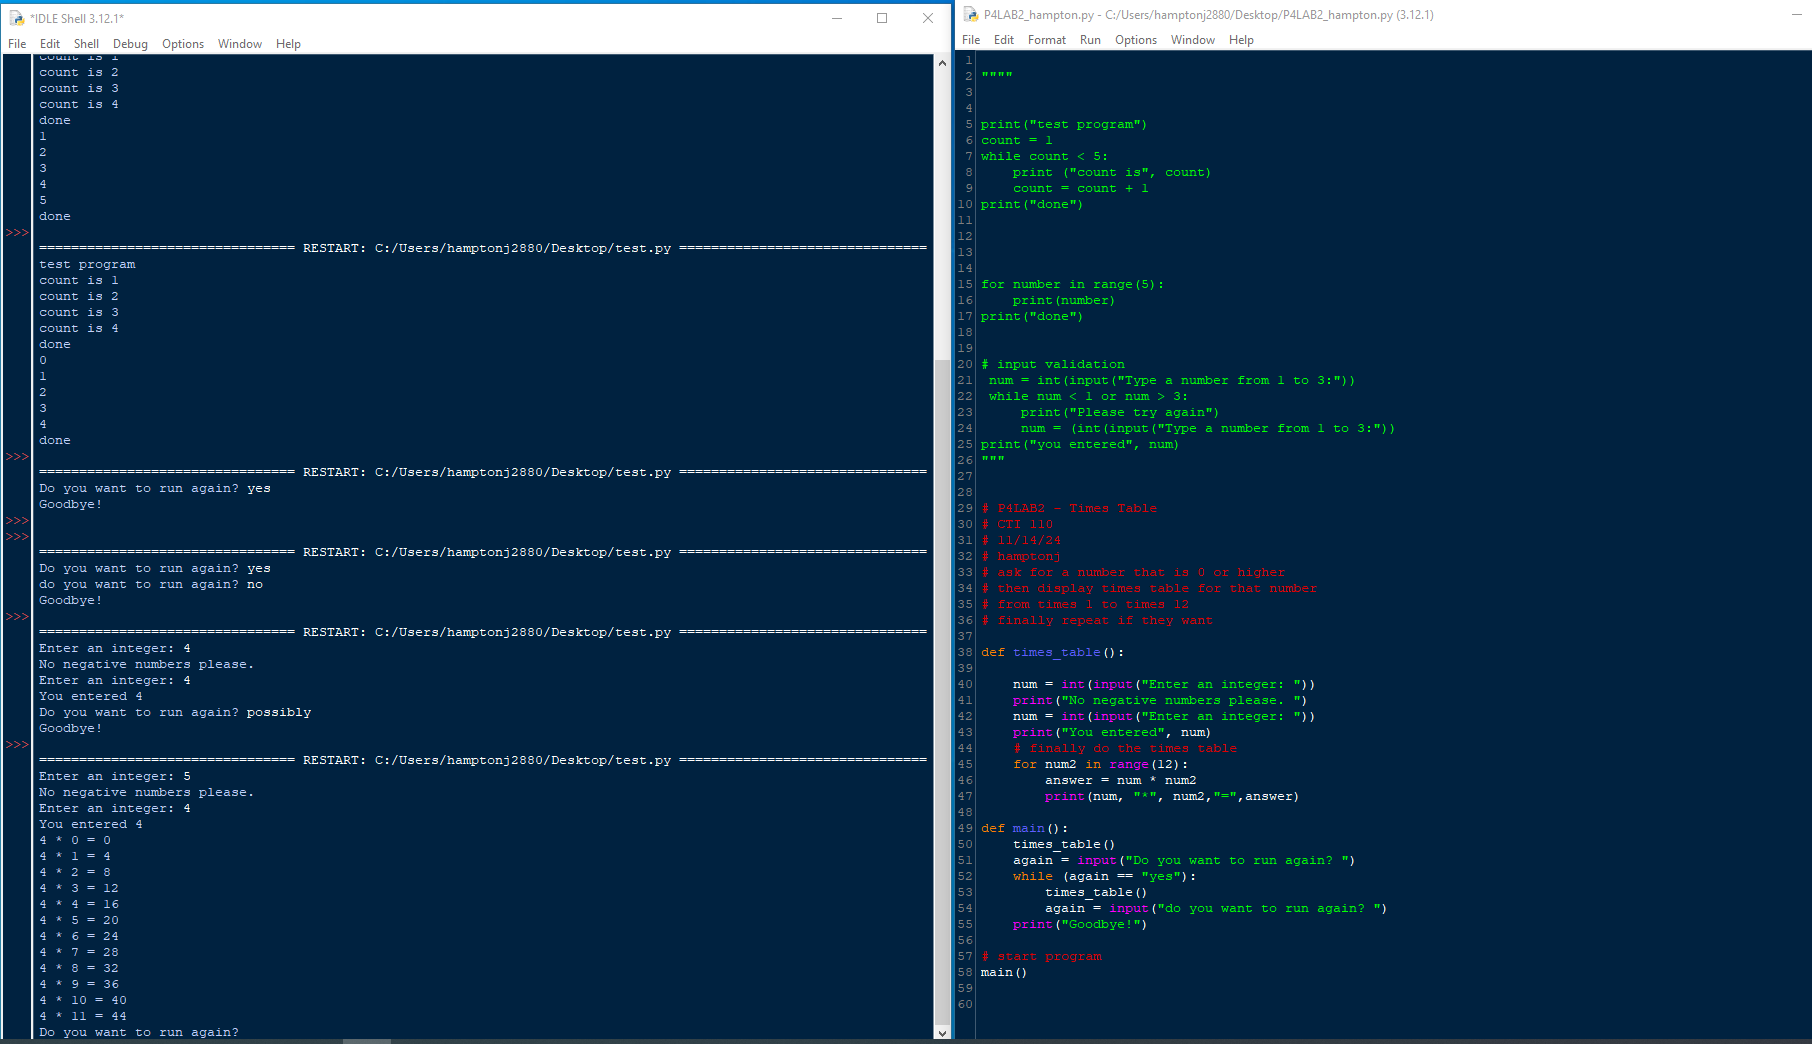 *IDLE Shell 3.12.1*
File Edit Shell Debug Options Window Help
count is 1
count is 2
count is 3
count is 4
done
1
2
3
4
5
done
>>>
================================ RESTART: C:/Users/hamptonj2880/Desktop/test.py ===============================
test program
count is 1
count is 2
count is 3
count is 4
done
0
1
2
3
4
done
>>>
================================ RESTART: C:/Users/hamptonj2880/Desktop/test.py ===============================
Do you want to run again? yes
Goodbye!
>>>
>>>
================================ RESTART: C:/Users/hamptonj2880/Desktop/test.py ===============================
Do you want to run again? yes
do you want to run again? no
Goodbye!
>>>
================================ RESTART: C:/Users/hamptonj2880/Desktop/test.py ===============================
Enter an integer: 4
No negative numbers please.
Enter an integer: 4
You entered 4
Do you want to run again? possibly
Goodbye!
>>>
================================ RESTART: C:/Users/hamptonj2880/Desktop/test.py ===============================
Enter an integer: 5
No negative numbers please.
Enter an integer: 4
You entered 4
4 * 0 = 0
4 * 1 = 4
4 * 2 = 8
4 * 3 = 12
4 * 4 = 16
4 * 5 = 20
4 * 6 = 24
4 * 7 = 28
4 * 8 = 32
4 * 9 = 36
4 * 10 = 40
4 * 11 = 44
Do you want to run again?
P4LAB2_hampton.py - C:/Users/hamptonj2880/Desktop/P4LAB2_hampton.py (3.12.1)
File Edit Format Run Options Window Help
1
2 """"
3
4
5 print("test program")
6 count = 1
7 while count < 5:
8     print ("count is", count)
9     count = count + 1
10 print("done")
11
12
13
14
15 for number in range(5):
16     print(number)
17 print("done")
18
19
20 # input validation
21  num = int(input("Type a number from 1 to 3:"))
22  while num < 1 or num > 3:
23      print("Please try again")
24      num = (int(input("Type a number from 1 to 3:"))
25 print("you entered", num)
26 """
27
28
29 # P4LAB2 - Times Table
30 # CTI 110
31 # 11/14/24
32 # hamptonj
33 # ask for a number that is 0 or higher
34 # then display times table for that number
35 # from times 1 to times 12
36 # finally repeat if they want
37
38 def times_table():
39
40     num = int(input("Enter an integer: "))
41     print("No negative numbers please. ")
42     num = int(input("Enter an integer: "))
43     print("You entered", num)
44     # finally do the times table
45     for num2 in range(12):
46         answer = num * num2
47         print(num, "*", num2,"=",answer)
48
49 def main():
50     times_table()
51     again = input("Do you want to run again? ")
52     while (again == "yes"):
53         times_table()
54         again = input("do you want to run again? ")
55     print("Goodbye!")
56
57 # start program
58 main()
59
60